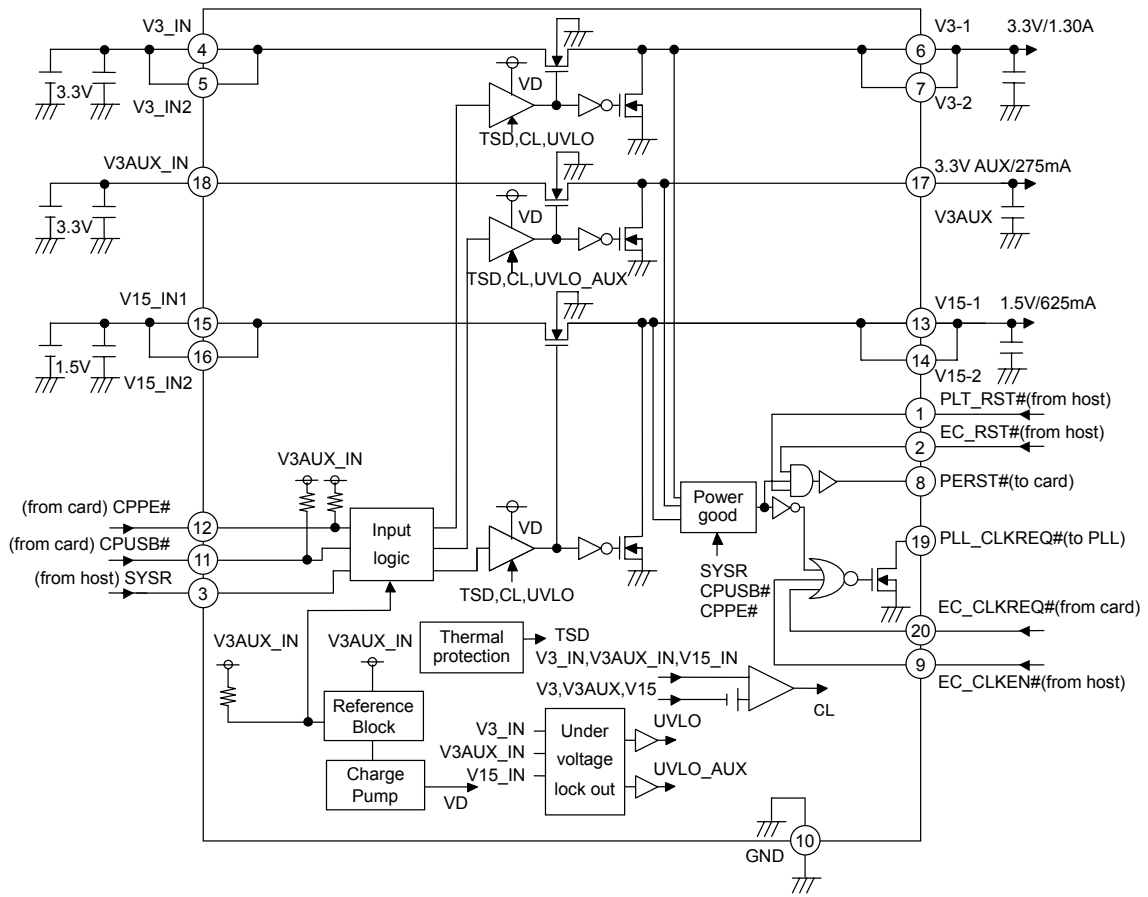 V3_IN
4
V3-1
3.3V/1.30A
6
3.3V
5
V3_IN2
VD
7
V3-2
TSD,CL,UVLO
V3AUX_IN
18
3.3V AUX/275mA
17
3.3V
VD
V3AUX
TSD,CL,UVLO_AUX
V15_IN1
15
V15-1
1.5V/625mA
13
1.5V
16
V15_IN2
14
V15-2
1
PLT_RST#(from host)
2
EC_RST#(from host)
V3AUX_IN
8
PERST#(to card)
(from card) CPPE#
12
Input
logic
VD
Power
good
19
PLL_CLKREQ#(to PLL)
(from card) CPUSB#
11
(from host) SYSR
3
TSD,CL,UVLO
SYSR
CPUSB#
CPPE#
EC_CLKREQ#(from card)
20
9
EC_CLKEN#(from host)
V3AUX_IN
V3AUX_IN
Thermal
protection
TSD
V3_IN,V3AUX_IN,V15_IN
V3,V3AUX,V15
CL
Reference
Block
Charge
Pump
VD
V3_IN
V3AUX_IN
V15_IN
Under
voltage
lock out
UVLO
UVLO_AUX
GND
10